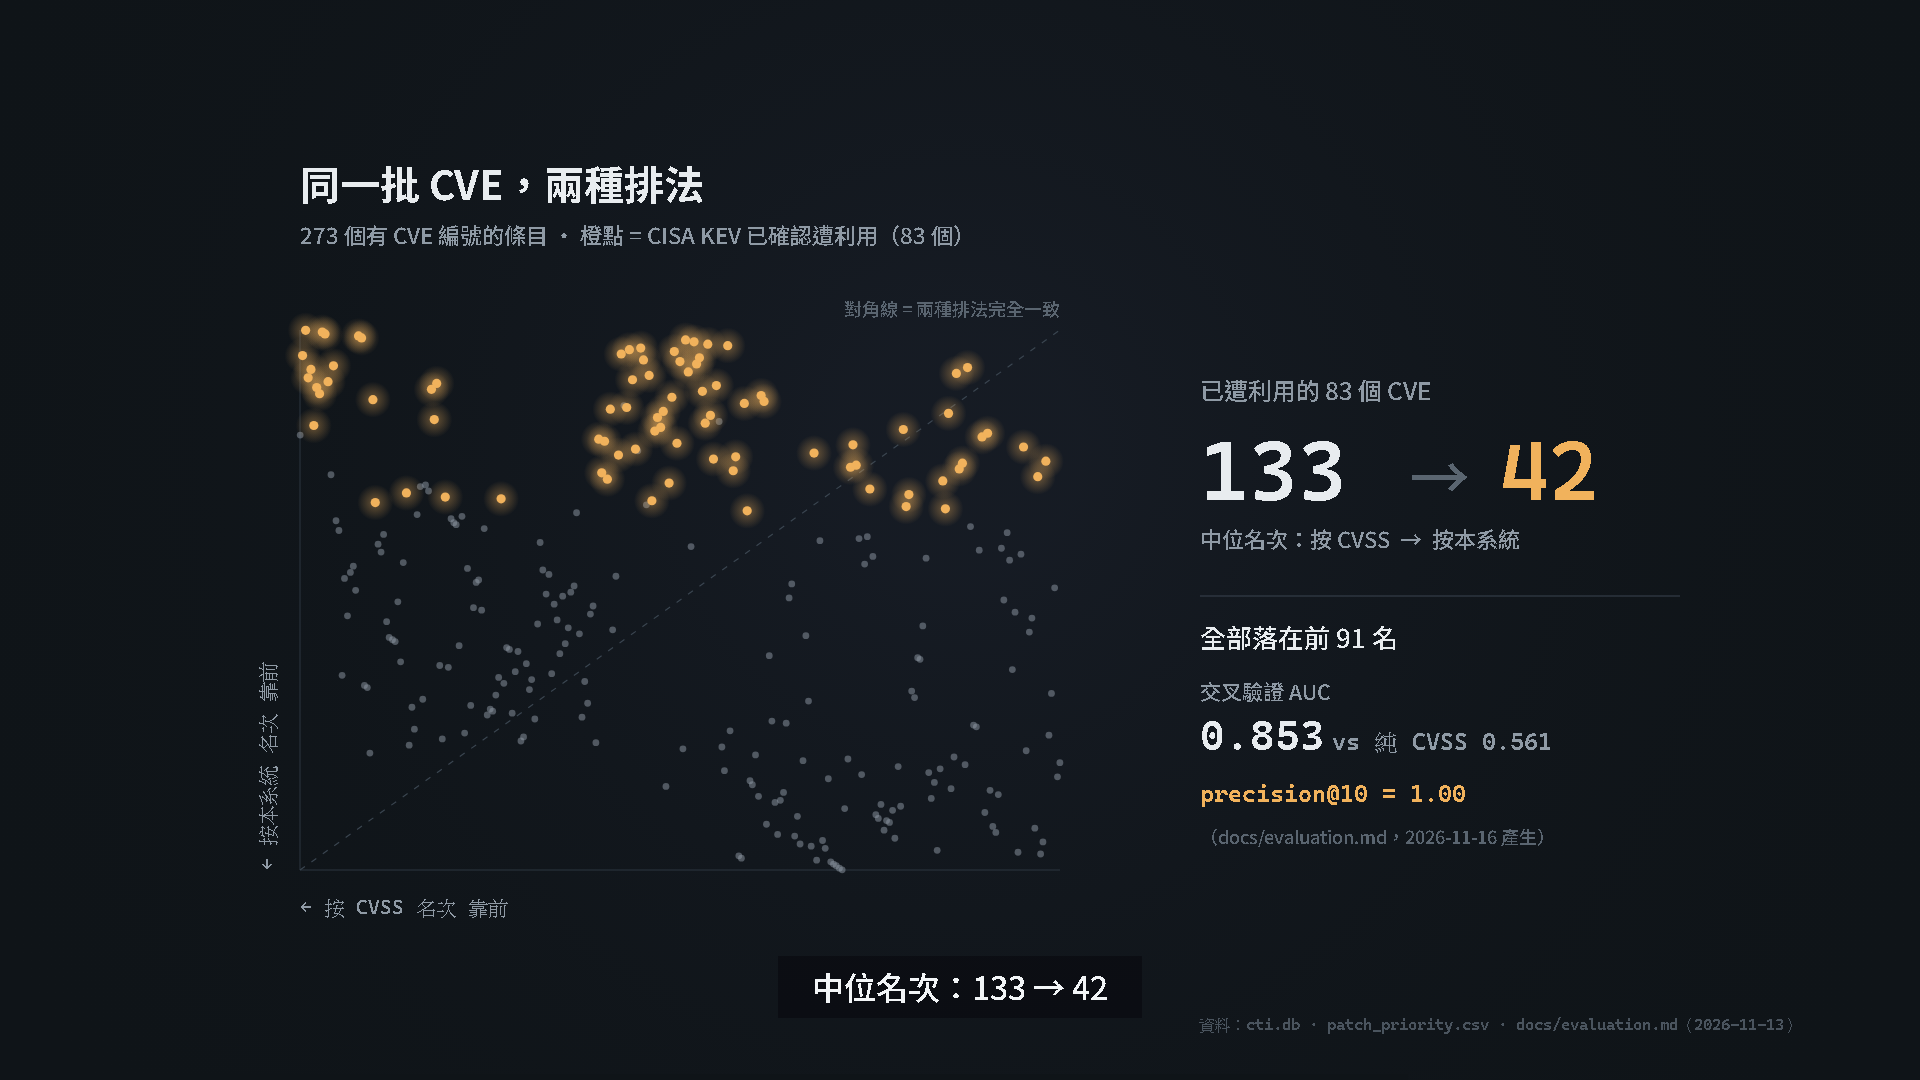 同一批 CVE，兩種排法
273 個有 CVE 編號的條目 · 橙點 = CISA KEV 已確認遭利用（83 個）
對角線 = 兩種排法完全一致
← 按本系統 名次 靠前
← 按 CVSS 名次 靠前
已遭利用的 83 個 CVE
133 → 42
中位名次：按 CVSS → 按本系統
全部落在前 91 名
交叉驗證 AUC
0.853 vs 純 CVSS 0.561
precision@10 = 1.00
（docs/evaluation.md，2026-11-16 產生）
中位名次：133 → 42
資料：cti.db · patch_priority.csv · docs/evaluation.md（2026-11-13）